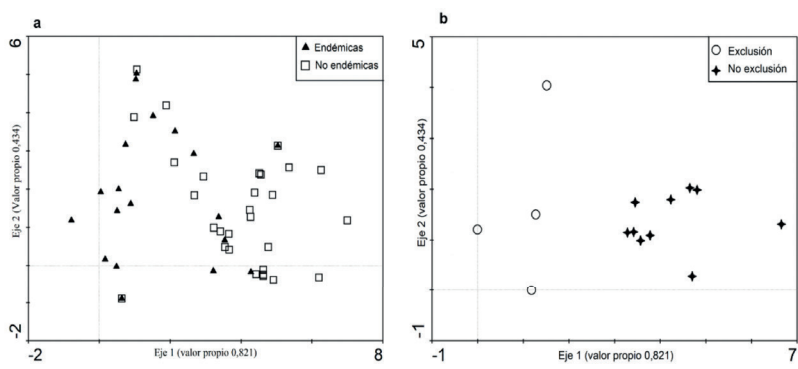 a
6
Endémicas
No endémicas
Eje 2 (Valor propio 0,434)
-2
-2
Eje 1 (valor propio 0,821)
8
b
5
Exclusión
No exclusión
Eje 2 (valor propio 0,434)
-1
-1
Eje 1 (valor propio 0,821)
7